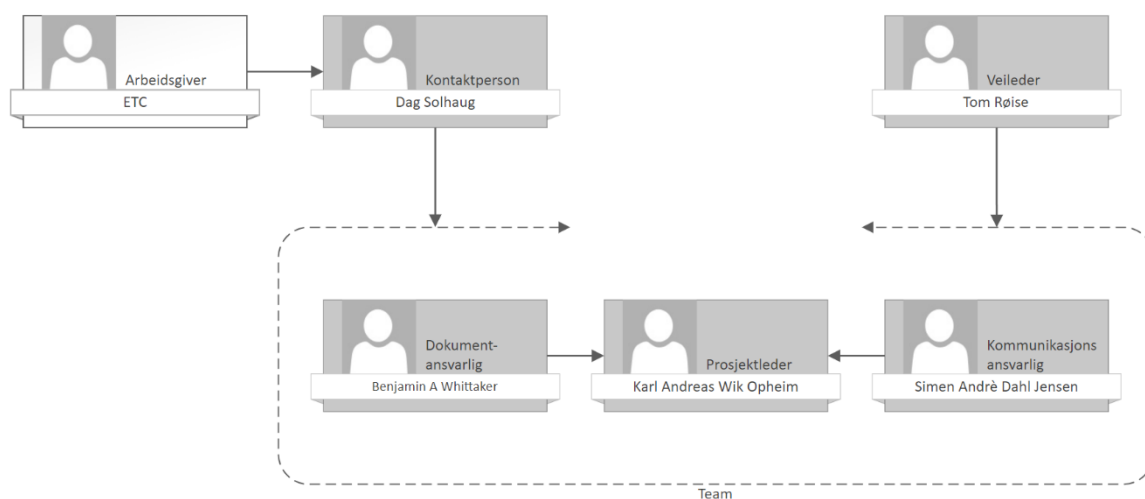 Arbeidsgiver
ETC
Kontaktperson
Dag Solhaug
Veileder
Tom Røise
Dokument-
ansvarlig
Benjamin A Whittaker
Prosjektleder
Karl Andreas Wik Opheim
Kommunikasjons
ansvarlig
Simen Andrè Dahl Jensen
Team